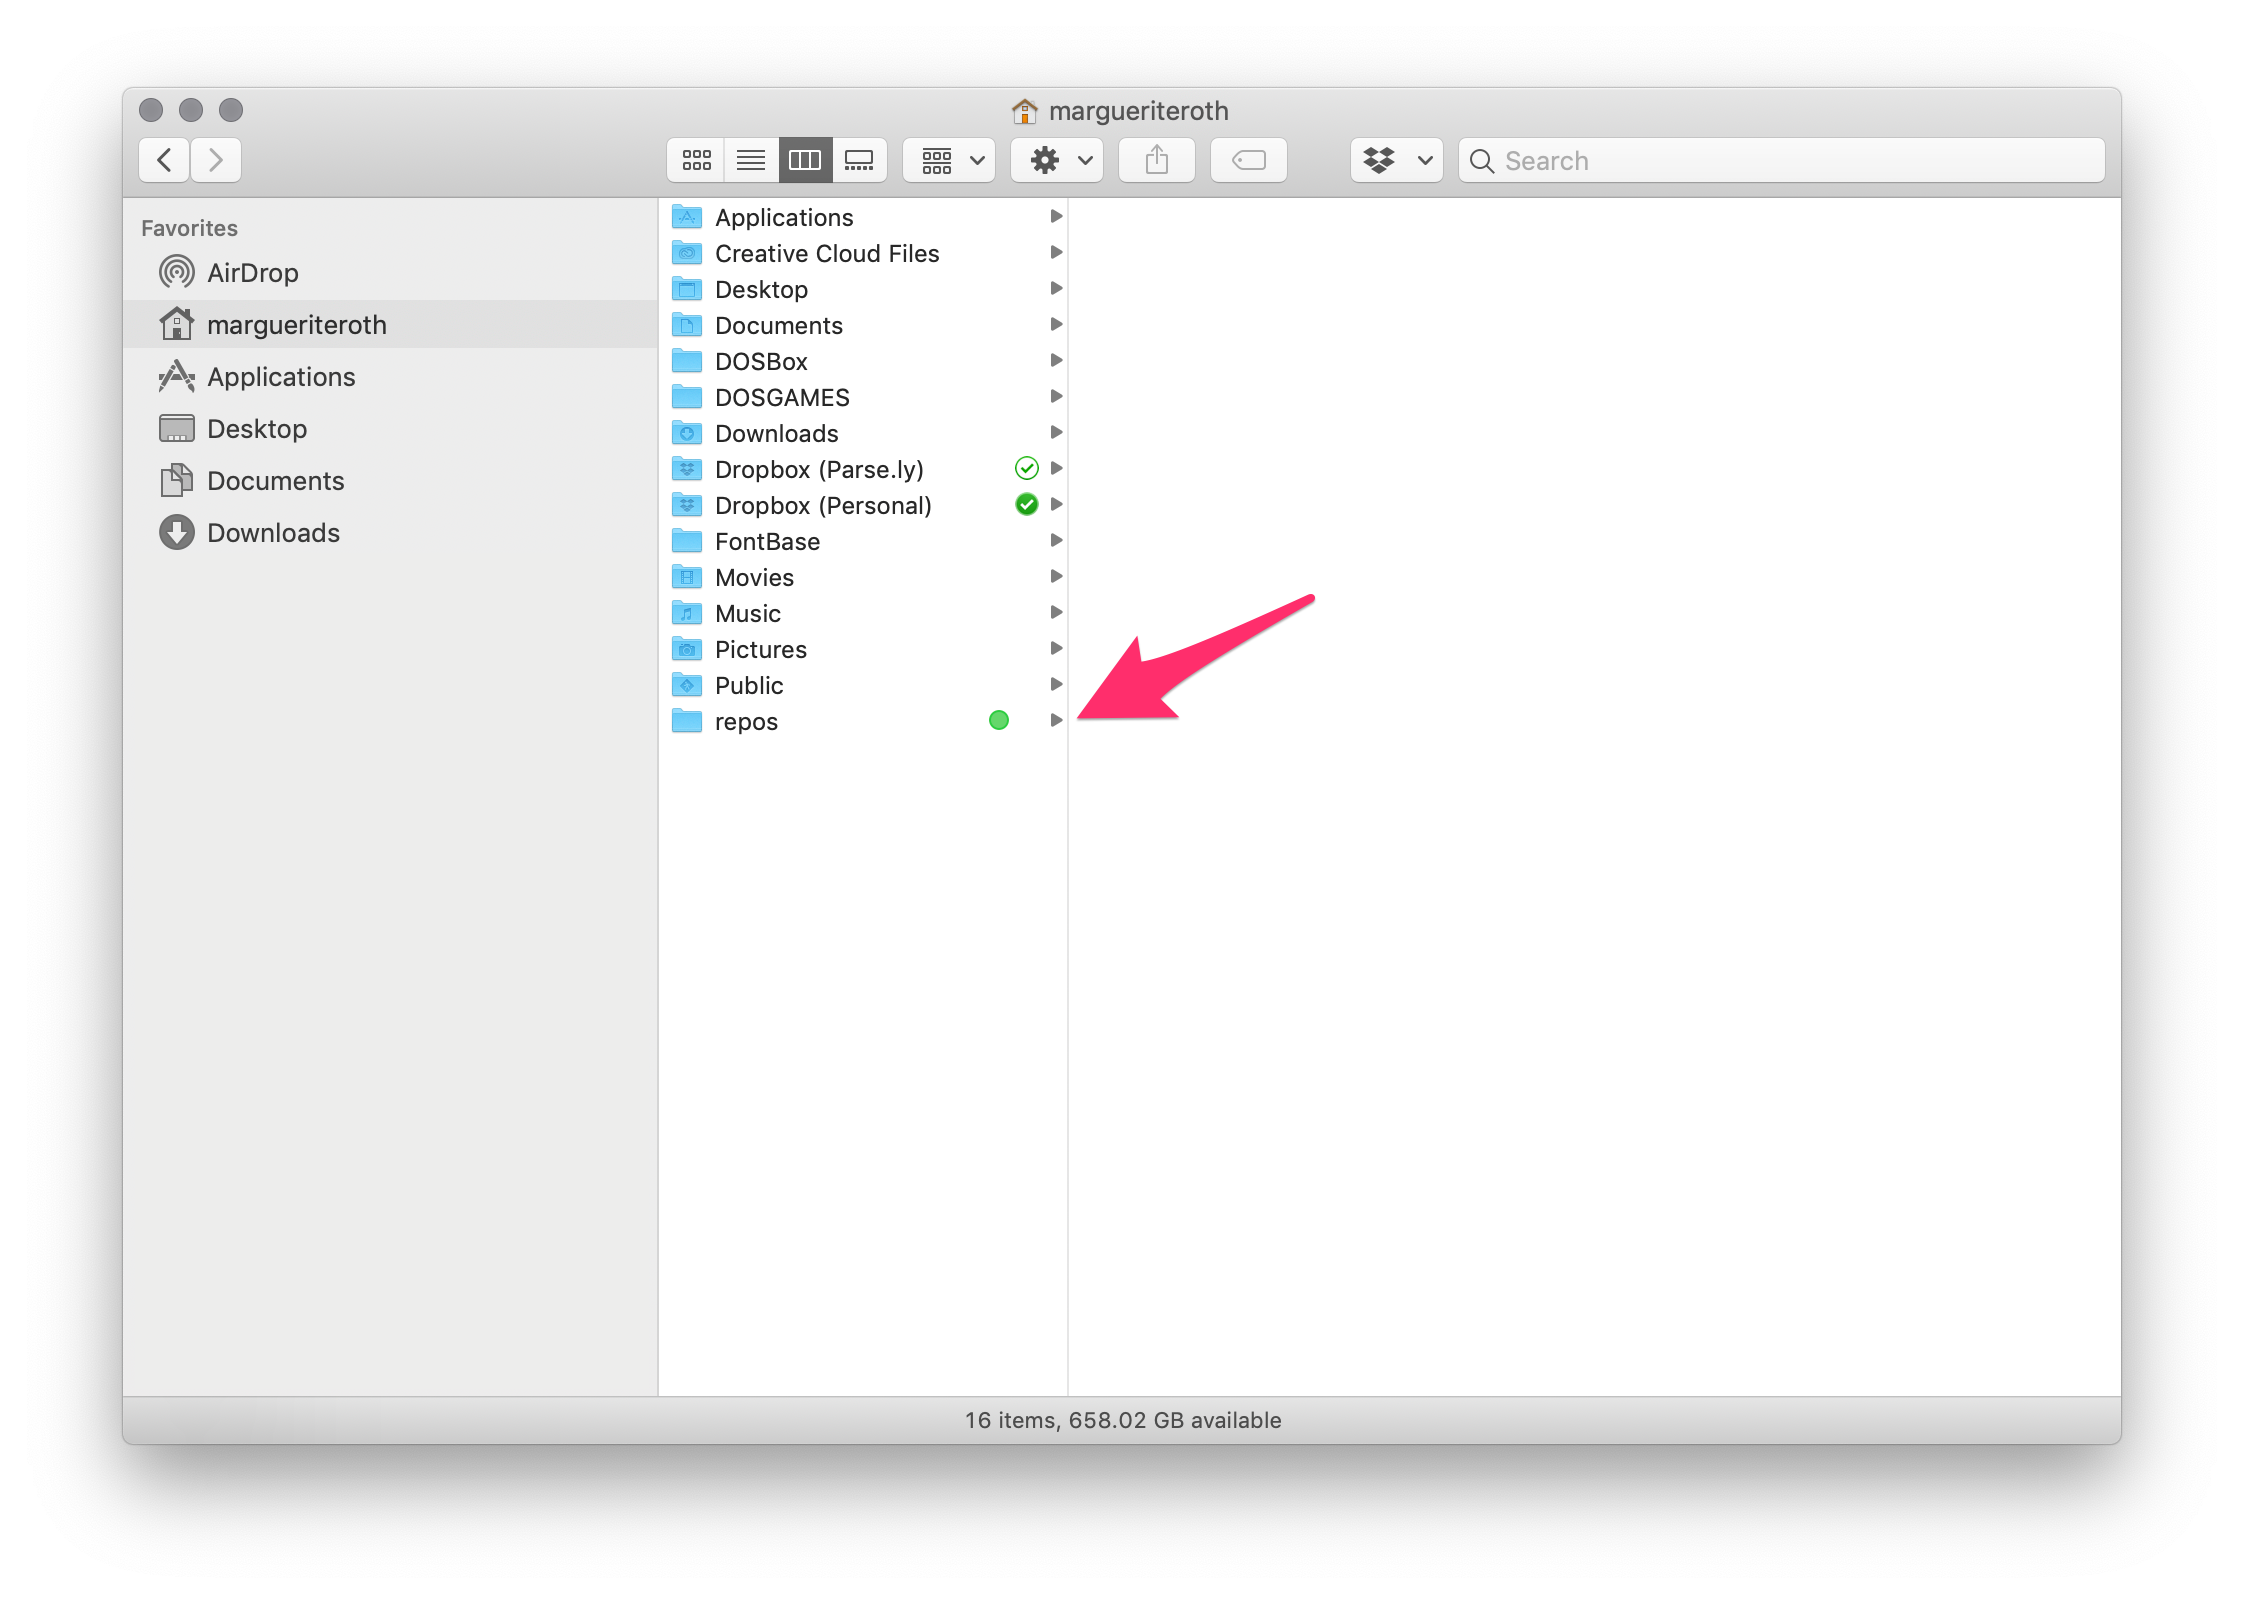 margueriteroth
Search
Favorites
AirDrop
margueriteroth
Applications
Desktop
Documents
Downloads
Applications
Creative Cloud Files
Desktop
Documents
DOSBox
DOSGAMES
Downloads
Dropbox (Parse.ly)
Dropbox (Personal)
FontBase
Movies
Music
Pictures
Public
repos
16 items, 658.02 GB available